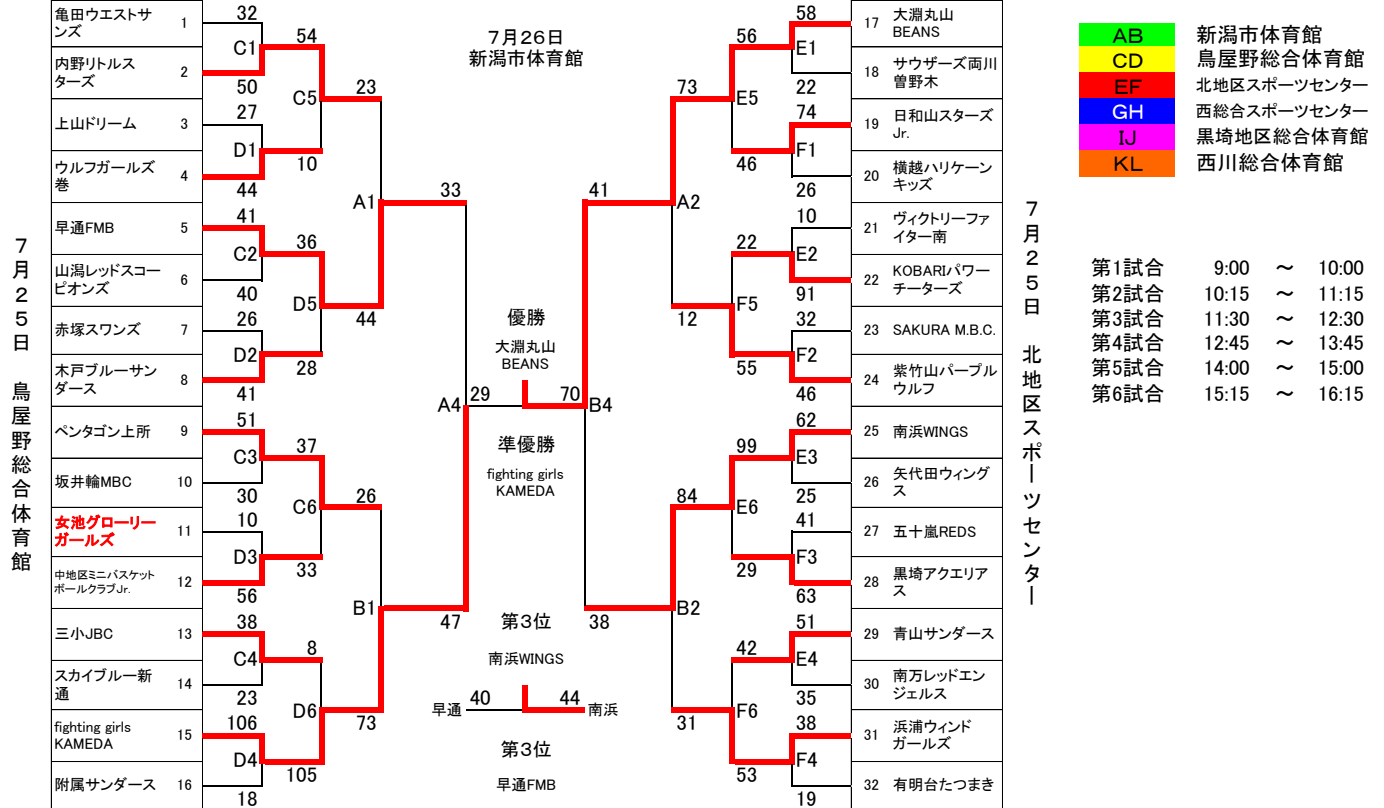 7月26日
新潟市体育館
7月25日　鳥屋野総合体育館
亀田ウエストサ
ンズ
1
32
C1
内野リトルス
ターズ
2
50
54
C5
上山ドリーム
3
27
D1
ウルフガールズ
巻
4
44
10
23
A1
早通FMB
5
41
C2
山潟レッドスコー
ピオンズ
6
40
36
D5
赤塚スワンズ
7
26
D2
木戸ブルーサン
ダース
8
41
28
44
33
A4
ペンタゴン上所
9
51
C3
坂井輪MBC
10
30
37
C6
女池グローリー
ガールズ
11
10
D3
中地区ミニバスケット
ボールクラブJr.
12
56
33
26
B1
三小JBC
13
38
C4
スカイブルー新
通
14
23
8
D6
fighting girls
KAMEDA
15
106
D4
附属サンダース
16
18
105
73
47
優勝
大淵丸山
BEANS
29
70
準優勝
fighting girls
KAMEDA
第3位
南浜WINGS
早通
40
44
南浜
第3位
早通FMB
58
17
大淵丸山
BEANS
E1
18
サウザーズ両川
曽野木
22
56
E5
74
19
日和山スターズ
Jr.
F1
20
横越ハリケーン
キッズ
26
46
73
A2
10
21
ヴィクトリーファ
イター南
E2
22
KOBARIパワー
チーターズ
91
22
F5
32
23
SAKURA M.B.C.
F2
24
紫竹山パープル
ウルフ
46
55
12
41
B4
62
25
南浜WINGS
E3
26
矢代田ウィング
ス
25
99
E6
41
27
五十嵐REDS
F3
28
黒埼アクエリア
ス
63
29
84
B2
51
29
青山サンダース
E4
30
南万レッドエン
ジェルス
35
42
F6
38
31
浜浦ウィンド
ガールズ
F4
32
有明台たつまき
19
53
31
38
7月25日　北地区スポーツセンター
AB 新潟市体育館
CD 鳥屋野総合体育館
EF 北地区スポーツセンター
GH 西総合スポーツセンター
IJ 黒埼地区総合体育館
KL 西川総合体育館
第1試合 9:00 ～ 10:00
第2試合 10:15 ～ 11:15
第3試合 11:30 ～ 12:30
第4試合 12:45 ～ 13:45
第5試合 14:00 ～ 15:00
第6試合 15:15 ～ 16:15